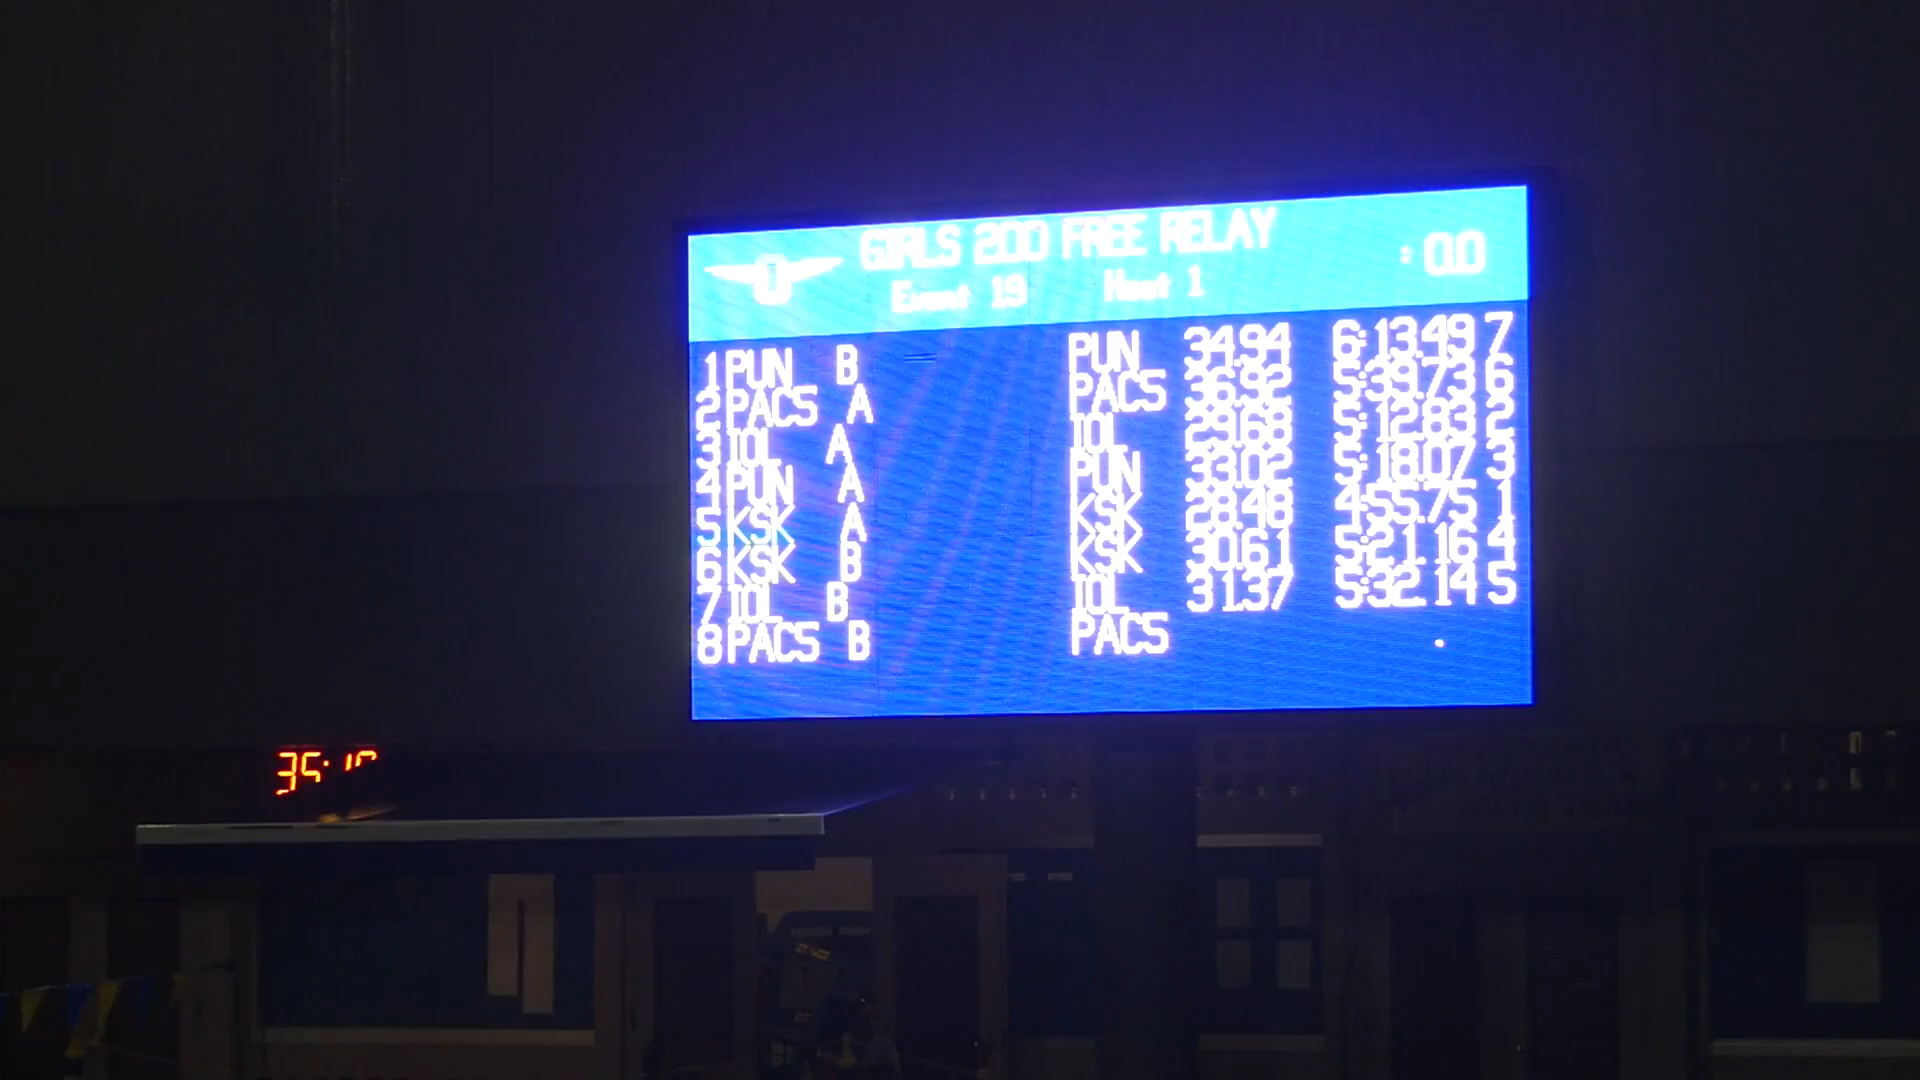 GIRLS 200 FREE RELAY
Event 19 Heat 1 :00.0
1 PUN B PUN 34.94 6:13.49 7
2 PACS A PACS 36.92 5:39.73 6
3 IOL A IOL 29.68 5:12.83 2
4 PUN A PUN 33.02 5:18.07 3
5 KSK A KSK 28.48 4:55.75 1
6 KSK B KSK 30.61 5:21.16 4
7 IOL B IOL 31.37 5:32.14 5
8 PACS B PACS